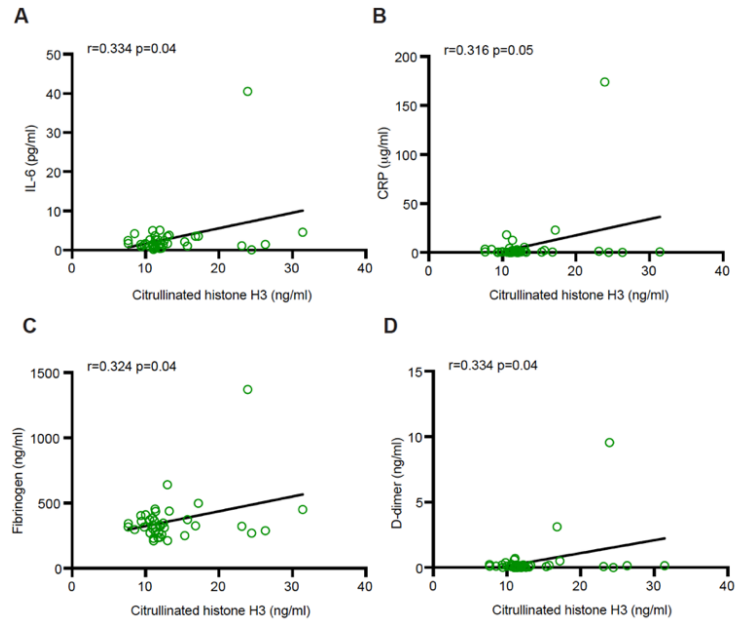 A
r=0.334 p=0.04
IL-6 (pg/ml)
50
40
30
20
10
0
0 10 20 30 40
Citrullinated histone H3 (ng/ml)
B
r=0.316 p=0.05
CRP (µg/ml)
200
150
100
50
0
0 10 20 30 40
Citrullinated histone H3 (ng/ml)
C
r=0.324 p=0.04
Fibrinogen (ng/ml)
1500
1000
500
0
0 10 20 30 40
Citrullinated histone H3 (ng/ml)
D
r=0.334 p=0.04
D-dimer (ng/ml)
15
10
5
0
0 10 20 30 40
Citrullinated histone H3 (ng/ml)